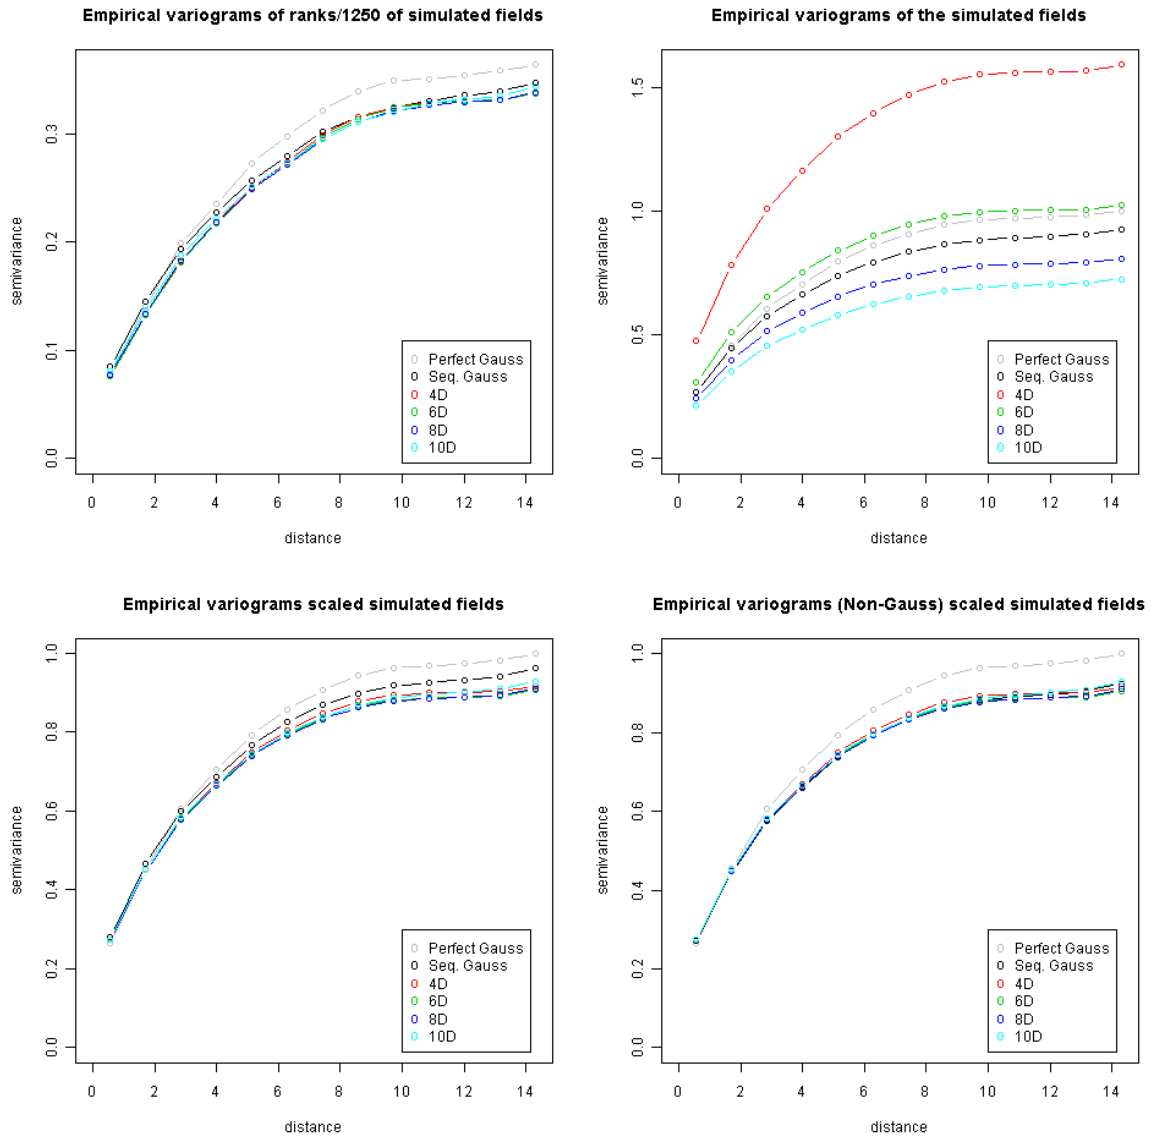 Empirical variograms of ranks/1250 of simulated fields
semivariance
0.3
0.2
0.1
0.0
Perfect Gauss
Seq. Gauss
4D
6D
8D
10D
0 2 4 6 8 10 12 14
distance
Empirical variograms of the simulated fields
semivariance
1.5
1.0
0.5
0.0
Perfect Gauss
Seq. Gauss
4D
6D
8D
10D
0 2 4 6 8 10 12 14
distance
Empirical variograms scaled simulated fields
semivariance
1.0
0.8
0.6
0.4
0.2
0.0
Perfect Gauss
Seq. Gauss
4D
6D
8D
10D
0 2 4 6 8 10 12 14
distance
Empirical variograms (Non-Gauss) scaled simulated fields
semivariance
1.0
0.8
0.6
0.4
0.2
0.0
Perfect Gauss
Seq. Gauss
4D
6D
8D
10D
0 2 4 6 8 10 12 14
distance